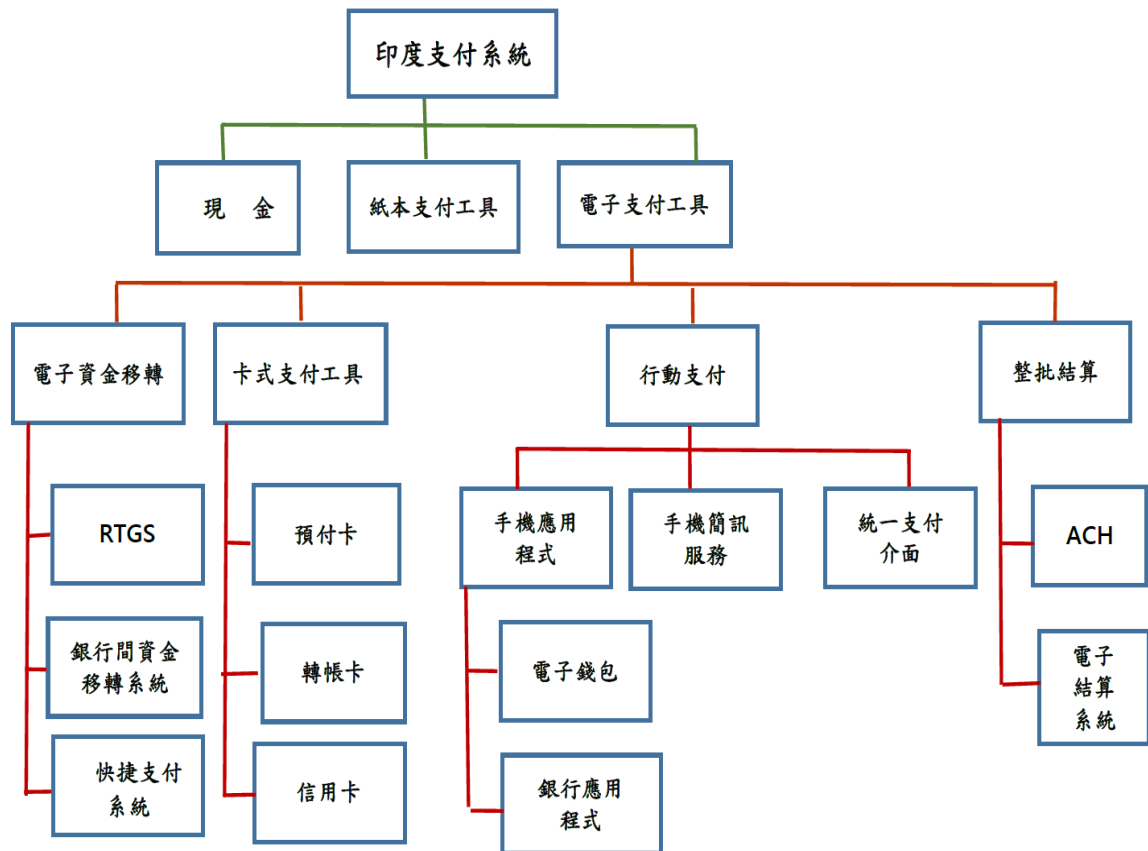 印度支付系統
現 金
紙本支付工具
電子支付工具
電子資金移轉
卡式支付工具
行動支付
整批結算
RTGS
預付卡
手機應用
程式
手機簡訊
服務
統一支付
介面
ACH
銀行間資金
移轉系統
轉帳卡
電子錢包
電子
結算
系統
快捷支付
系統
信用卡
銀行應用
程式